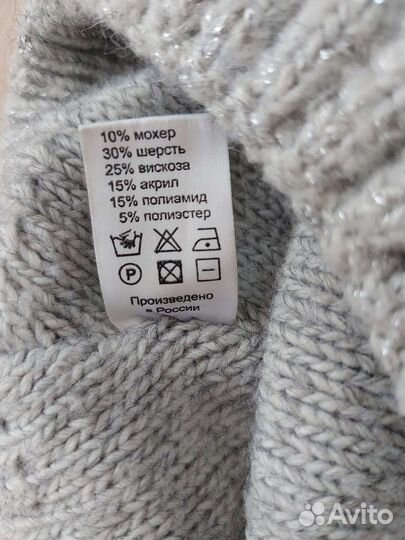 10% мохер
30% шерсть
25% вискоза
15% акрил
15% полиамид
5% полиэстер
P
Произведено
в России
Avito